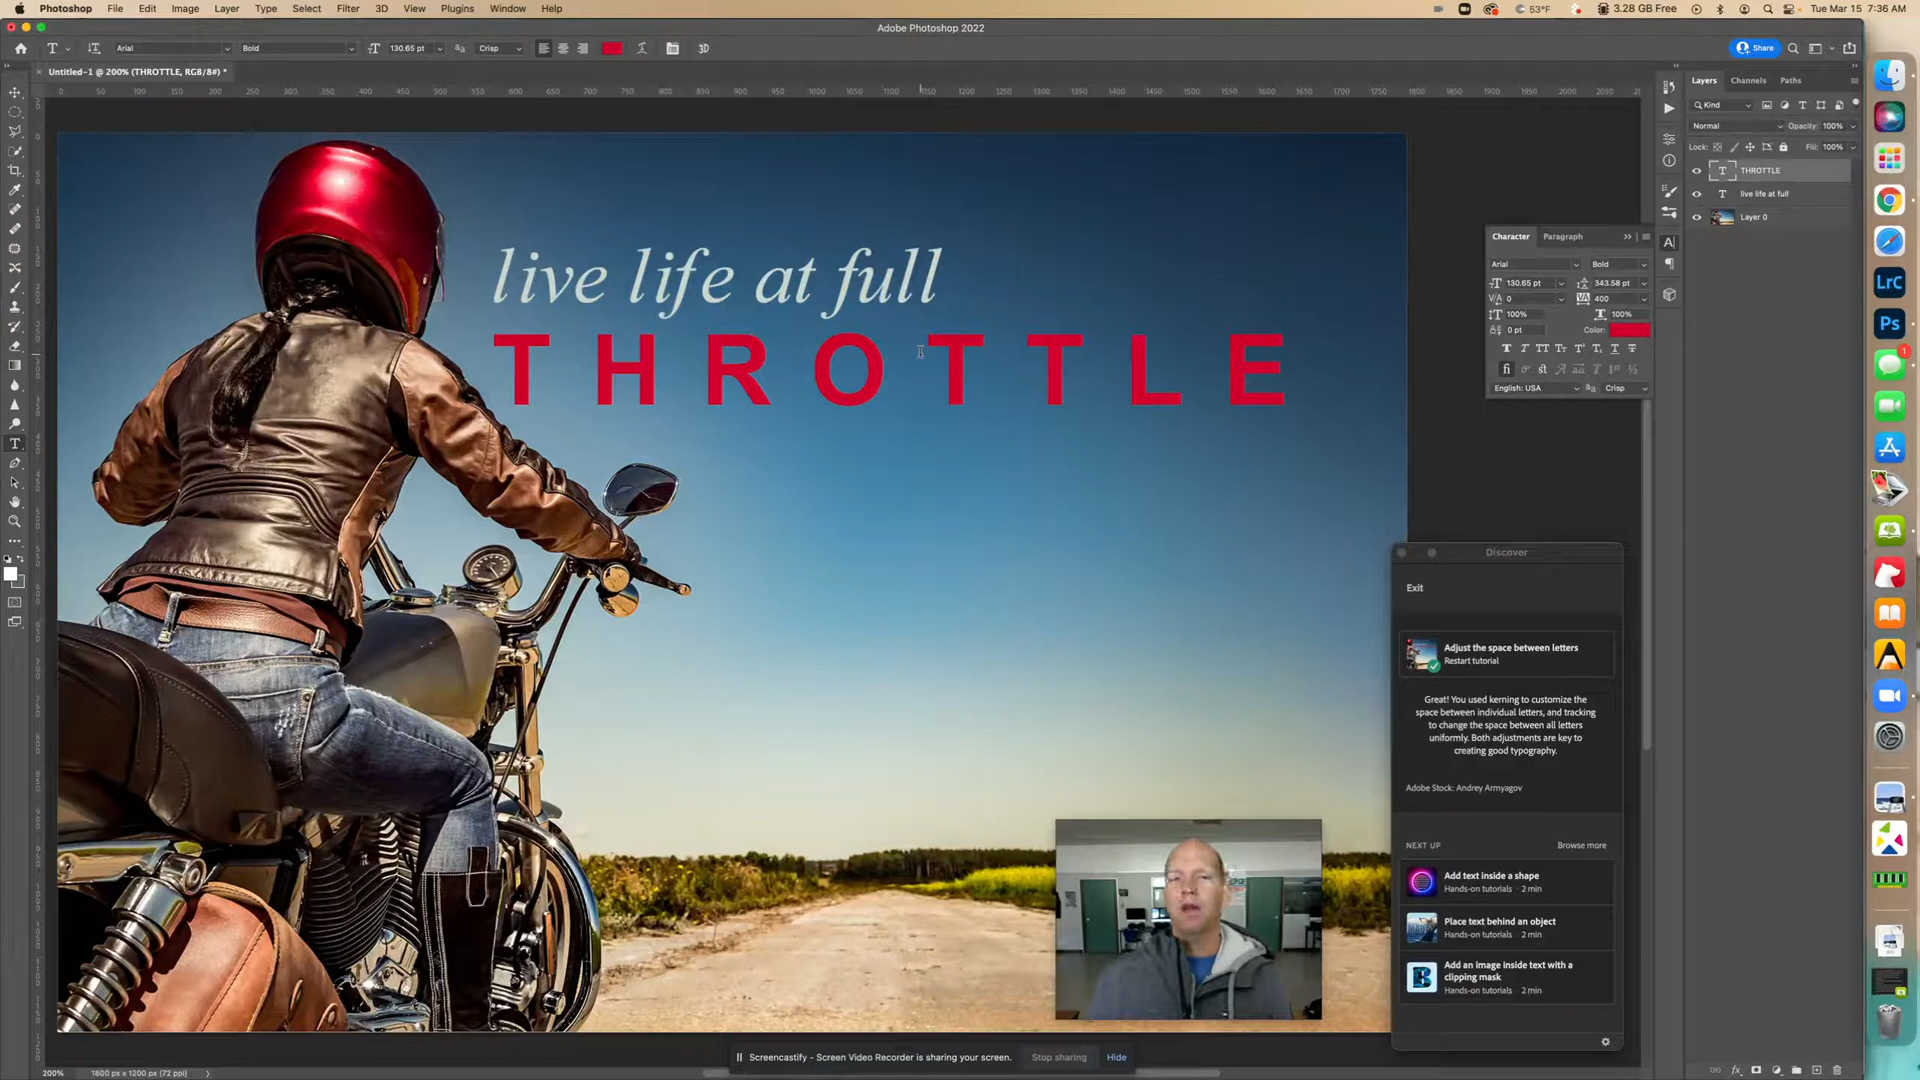 Photoshop File Edit Image Layer Type Select Filter 3D View Plugins Window Help
3.28 GB Free
53°F
Tue Mar 15 7:36 AM
Adobe Photoshop 2022
Arial
Bold
130.65 pt
Crisp
3D
Share
Untitled-1 @ 200% (THROTTLE, RGB/8#) *
live life at full
THROTTLE
Layers Channels Paths
Kind
Normal
Opacity: 100%
Lock:
Fill: 100%
THROTTLE
live life at full
Layer 0
Character Paragraph
Arial
Bold
130.65 pt
343.58 pt
0
400
100%
100%
0 pt
Color:
English: USA
Crisp
Discover
Exit
Adjust the space between letters
Restart tutorial
Great! You used kerning to customize the
space between individual letters, and tracking
to change the space between all letters
uniformly. Both adjustments are key to
creating good typography.
Adobe Stock: Andrey Armyagov
NEXT UP
Browse more
Add text inside a shape
Hands-on tutorials · 2 min
Place text behind an object
Hands-on tutorials · 2 min
Add an image inside text with a
clipping mask
Hands-on tutorials · 2 min
Screencastify - Screen Video Recorder is sharing your screen.
Stop sharing
Hide
200%
1800 px x 1200 px (72 ppi)
LrC
Ps
1